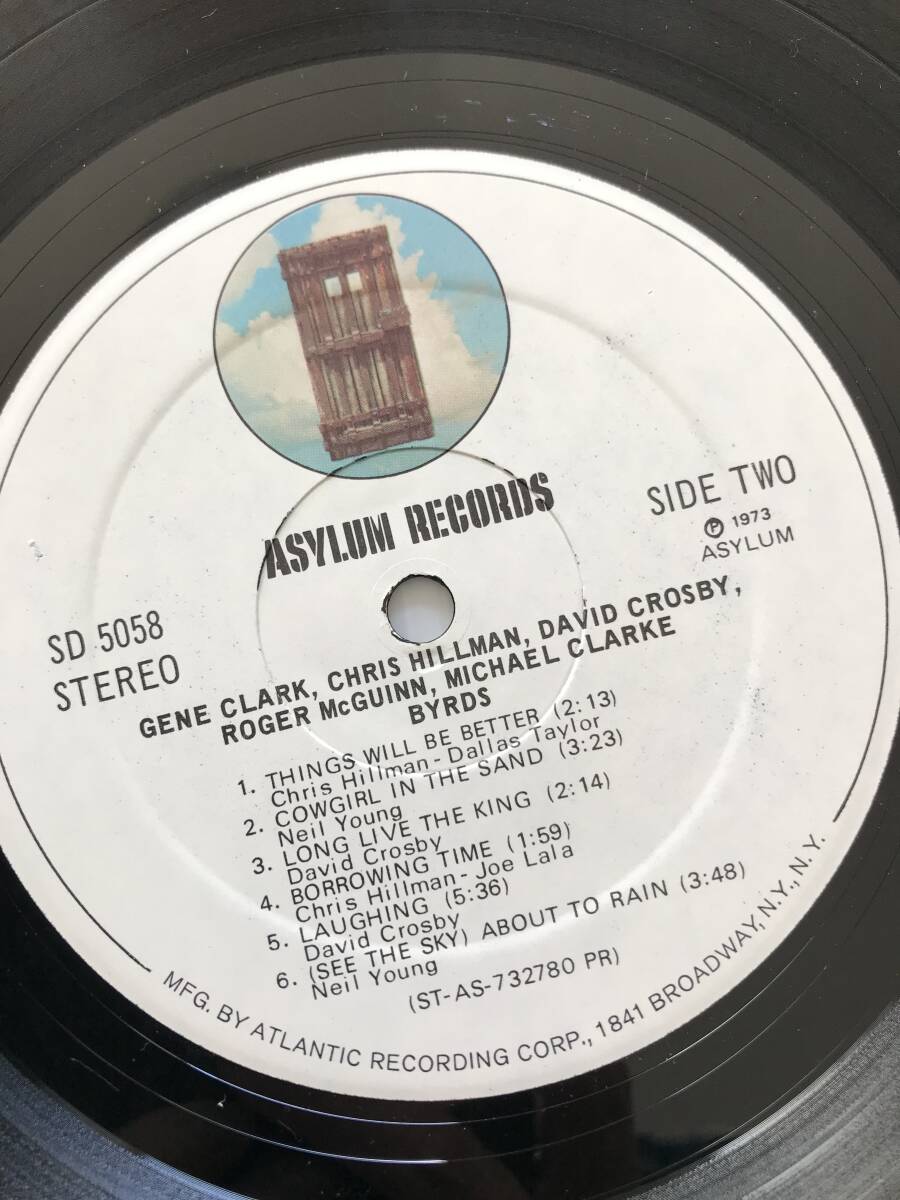 ASYLUM RECORDS
SIDE TWO
℗ 1973
ASYLUM
SD 5058
STEREO
GENE CLARK, CHRIS HILLMAN, DAVID CROSBY,
ROGER McGUINN, MICHAEL CLARKE
BYRDS
1. THINGS WILL BE BETTER (2:13)
Chris Hillman-Dallas Taylor
2. COWGIRL IN THE SAND (3:23)
Neil Young
3. LONG LIVE THE KING (2:14)
David Crosby
4. BORROWING TIME (1:59)
Chris Hillman-Joe Lala
5. LAUGHING (5:36)
David Crosby
6. (SEE THE SKY) ABOUT TO RAIN (3:48)
Neil Young
(ST-AS-732780 PR)
MFG. BY ATLANTIC RECORDING CORP., 1841 BROADWAY, N.Y., N.Y.